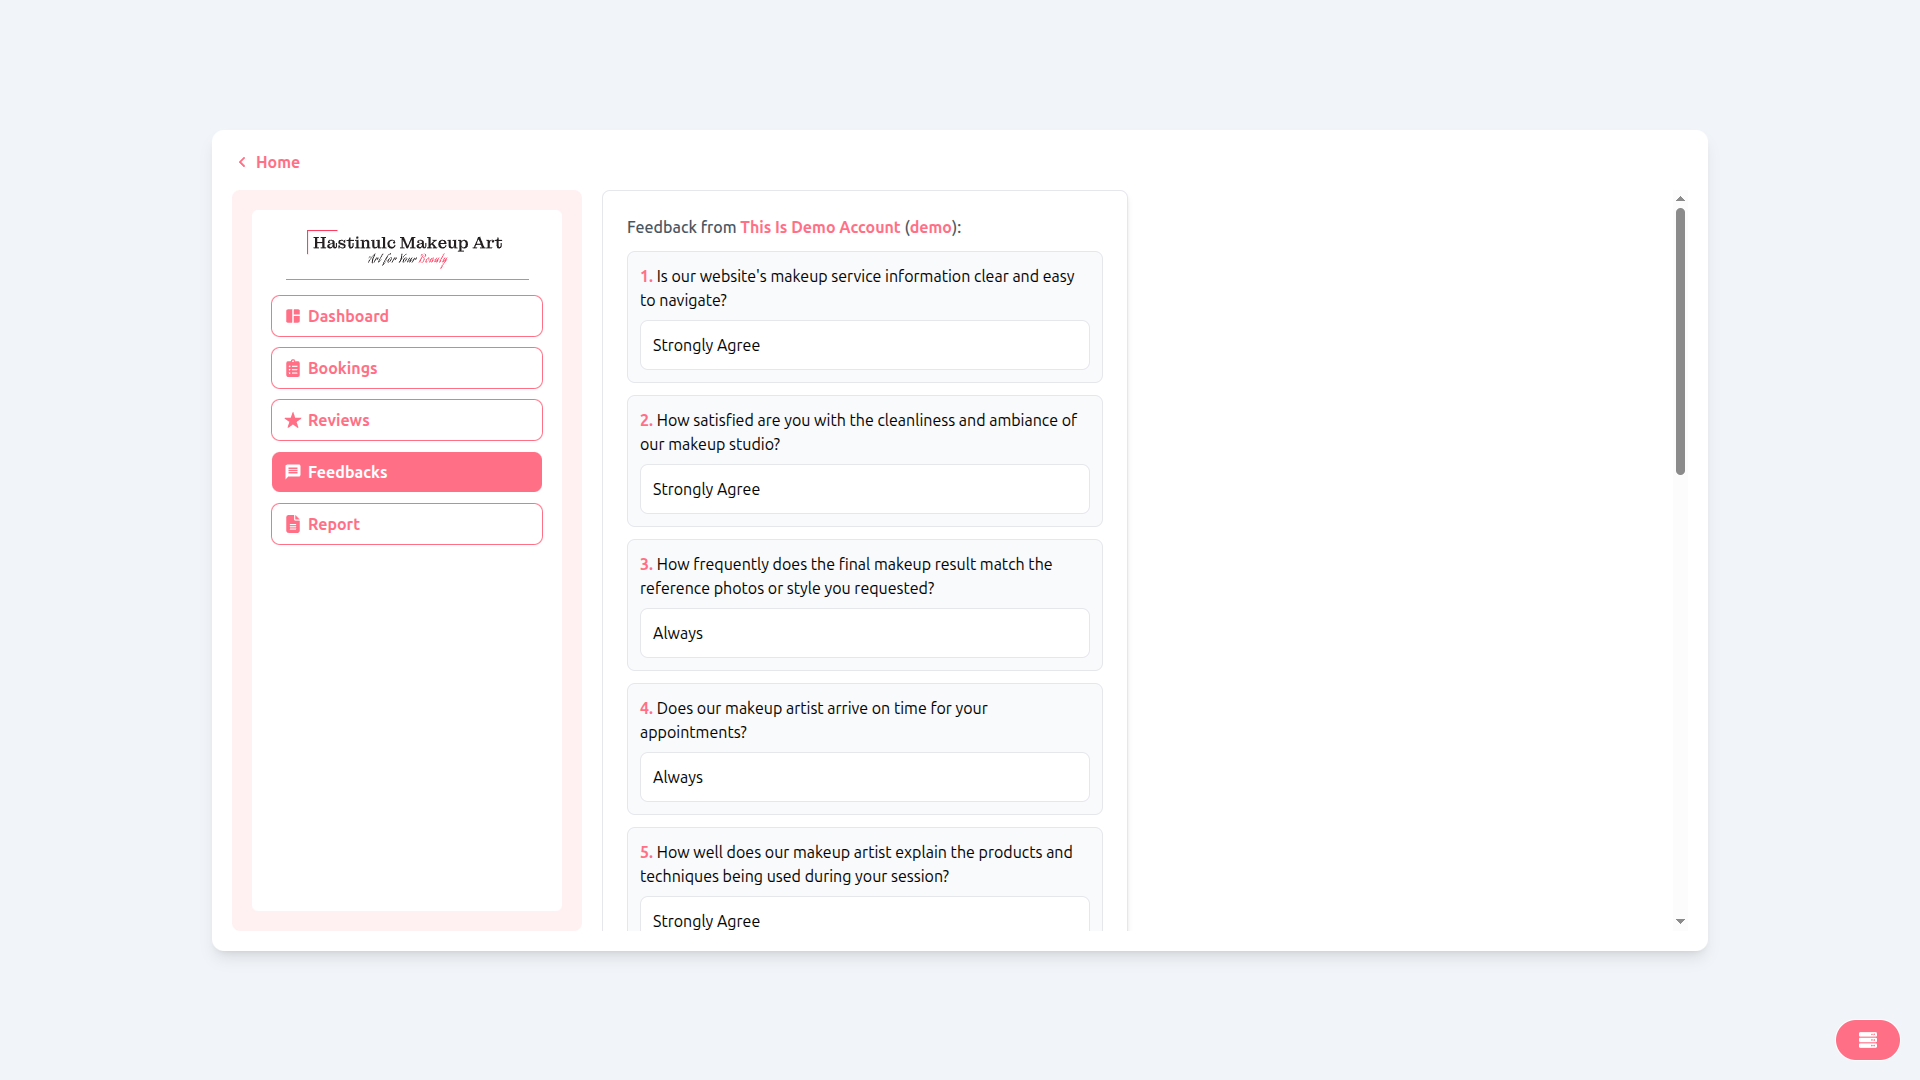 Home
Hastinulc Makeup Art
Art for Your Beauty
Dashboard
Bookings
Reviews
Feedbacks
Report
Feedback from This Is Demo Account (demo):
1. Is our website's makeup service information clear and easy
to navigate?
Strongly Agree
2. How satisfied are you with the cleanliness and ambiance of
our makeup studio?
Strongly Agree
3. How frequently does the final makeup result match the
reference photos or style you requested?
Always
4. Does our makeup artist arrive on time for your
appointments?
Always
5. How well does our makeup artist explain the products and
techniques being used during your session?
Strongly Agree